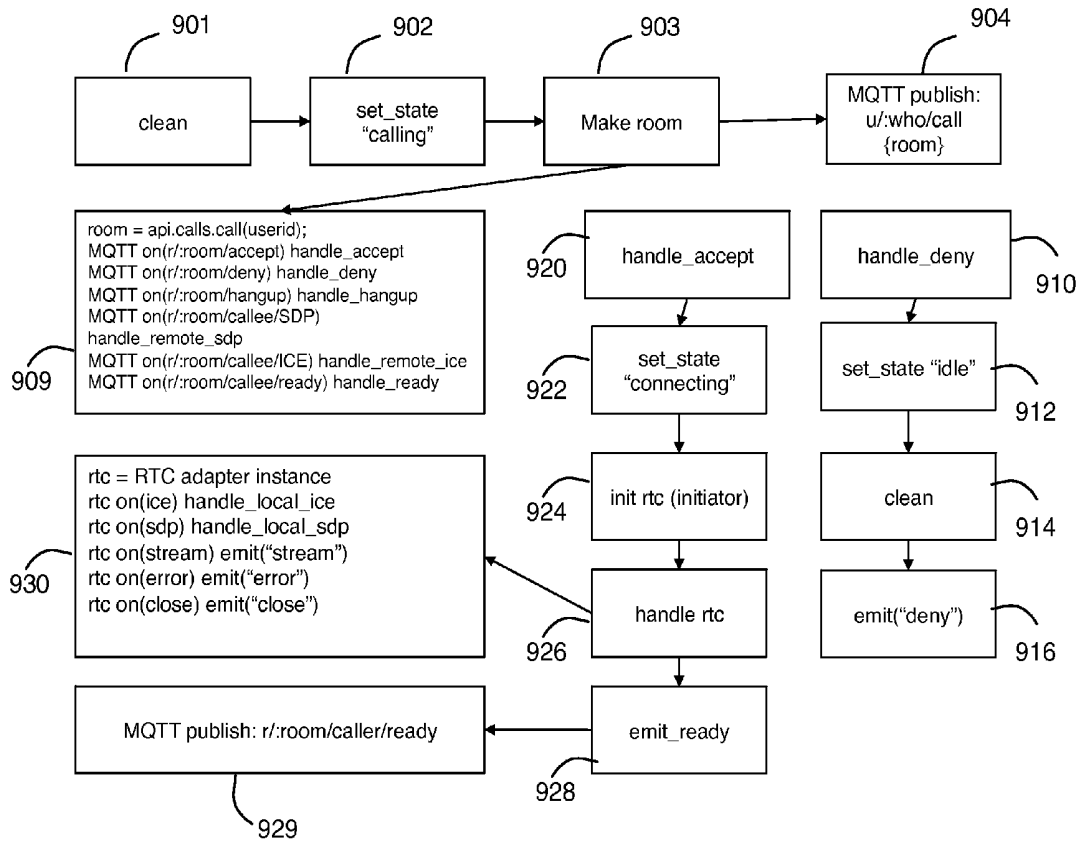 901
902
903
904
clean
set_state
“calling”
Make room
MQTT publish:
u/:who/call
{room}
room = api.calls.call(userid);
MQTT on(r/:room/accept) handle_accept
MQTT on(r/:room/deny) handle_deny
MQTT on(r/:room/hangup) handle_hangup
MQTT on(r/:room/callee/SDP)
handle_remote_sdp
MQTT on(r/:room/callee/ICE) handle_remote_ice
MQTT on(r/:room/callee/ready) handle_ready
909
920
handle_accept
handle_deny
910
922
set_state
“connecting”
set_state “idle”
912
rtc = RTC adapter instance
rtc on(ice) handle_local_ice
rtc on(sdp) handle_local_sdp
rtc on(stream) emit(“stream”)
rtc on(error) emit(“error”)
rtc on(close) emit(“close”)
930
924
init rtc (initiator)
clean
914
926
handle rtc
emit(“deny”)
916
MQTT publish: r/:room/caller/ready
emit_ready
928
929